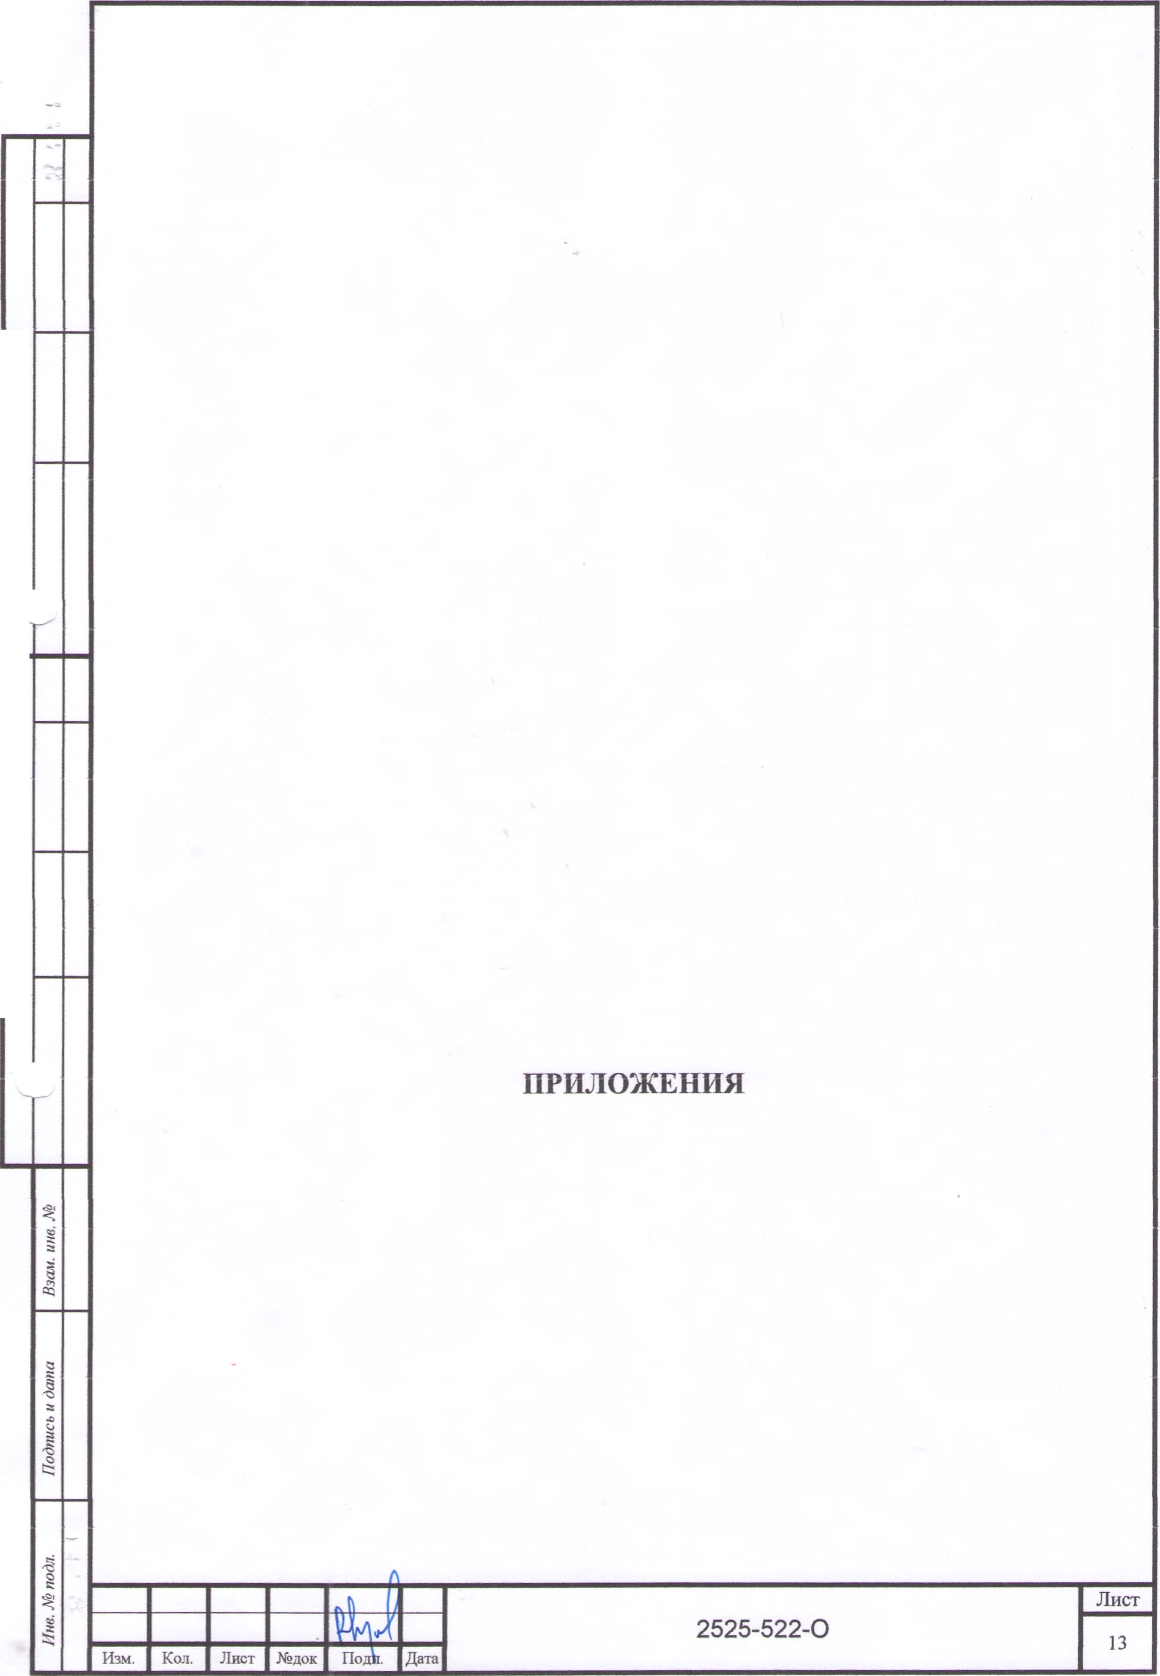 ПРИЛОЖЕНИЯ
Взам. инв. №
Подпись и дата
Инв. № подл.
Изм. Кол. Лист №док Подп. Дата
2525-522-О
Лист
13